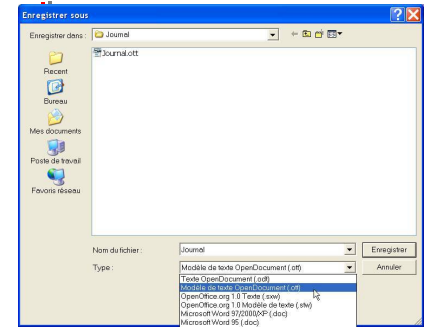 Enregistrer sous
Enregistrer dans :
Journal
Journal.ott
Recent
Bureau
Mes documents
Poste de travail
Favoris réseau
Nom du fichier :
Journal
Enregistrer
Type :
Modèle de texte OpenDocument (.ott)
Annuler
Texte OpenDocument (.odt)
Modèle de texte OpenDocument (.ott)
OpenOffice.org 1.0 Texte (.sxw)
OpenOffice.org 1.0 Modèle de texte (.stw)
Microsoft Word 97/2000/XP (.doc)
Microsoft Word 95 (.doc)